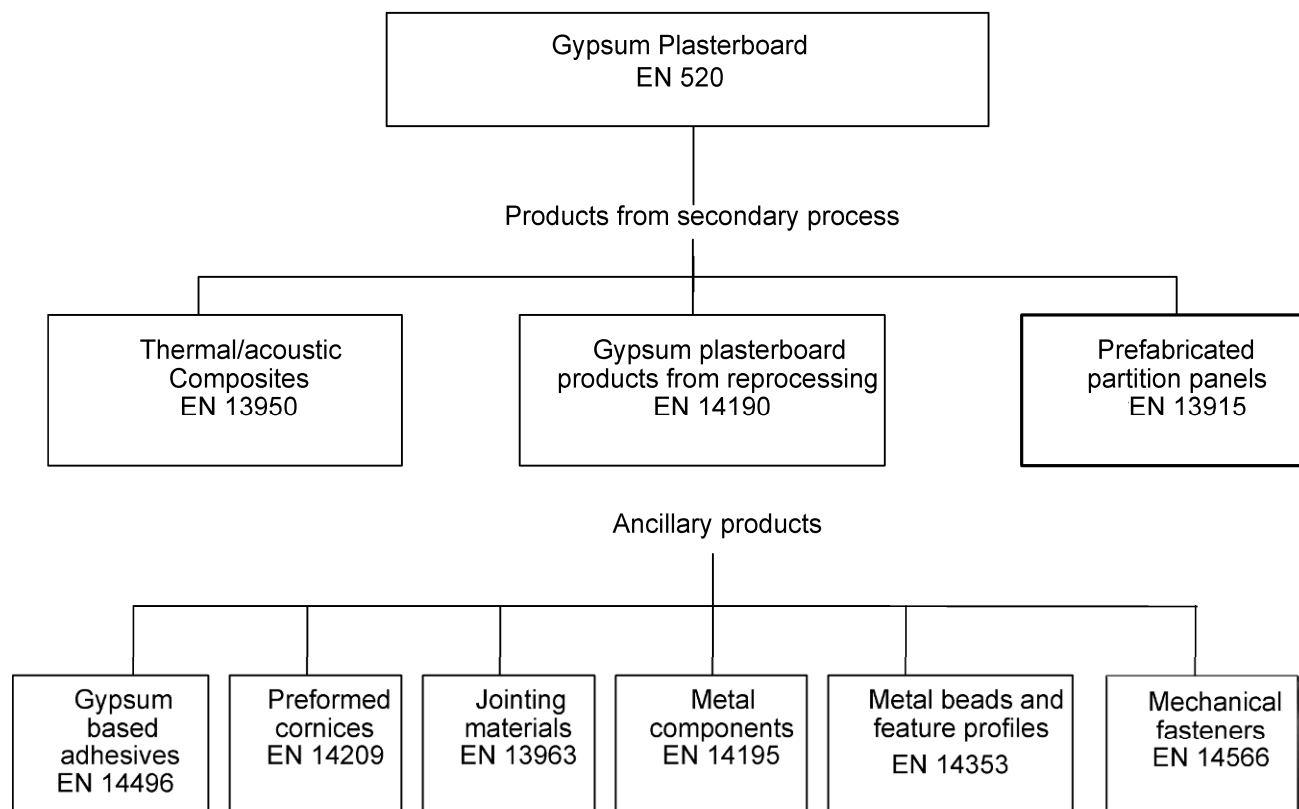 Gypsum Plasterboard
EN 520
Products from secondary process
Thermal/acoustic
Composites
EN 13950
Gypsum plasterboard
products from reprocessing
EN 14190
Prefabricated
partition panels
EN 13915
Ancillary products
Gypsum
based
adhesives
EN 14496
Preformed
cornices
EN 14209
Jointing
materials
EN 13963
Metal
components
EN 14195
Metal beads and
feature profiles
EN 14353
Mechanical
fasteners
EN 14566